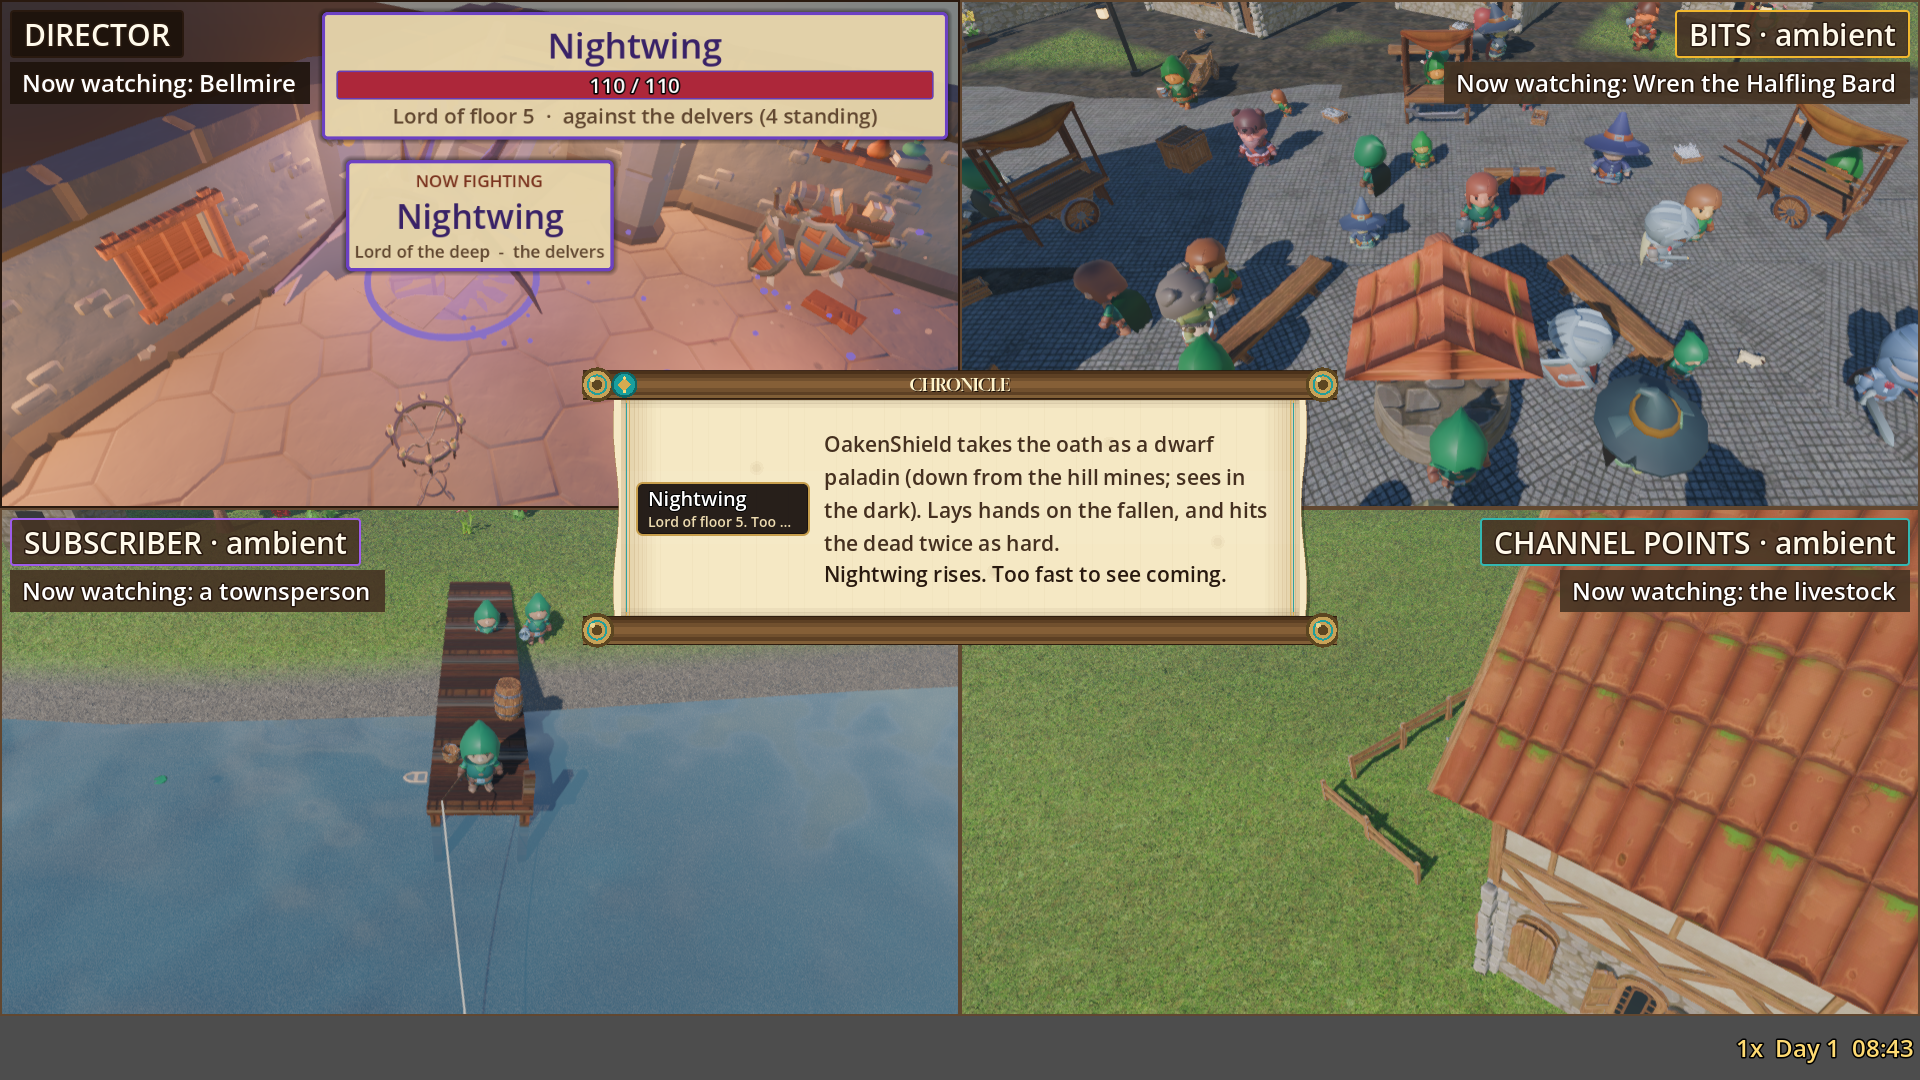 DIRECTOR
Now watching: Bellmire
Nightwing
110 / 110
Lord of floor 5 · against the delvers (4 standing)
NOW FIGHTING
Nightwing
Lord of the deep - the delvers
BITS · ambient
Now watching: Wren the Halfling Bard
CHRONICLE
Nightwing
Lord of floor 5. Too ...
OakenShield takes the oath as a dwarf
paladin (down from the hill mines; sees in
the dark). Lays hands on the fallen, and hits
the dead twice as hard.
Nightwing rises. Too fast to see coming.
SUBSCRIBER · ambient
Now watching: a townsperson
CHANNEL POINTS · ambient
Now watching: the livestock
1x Day 1 08:43